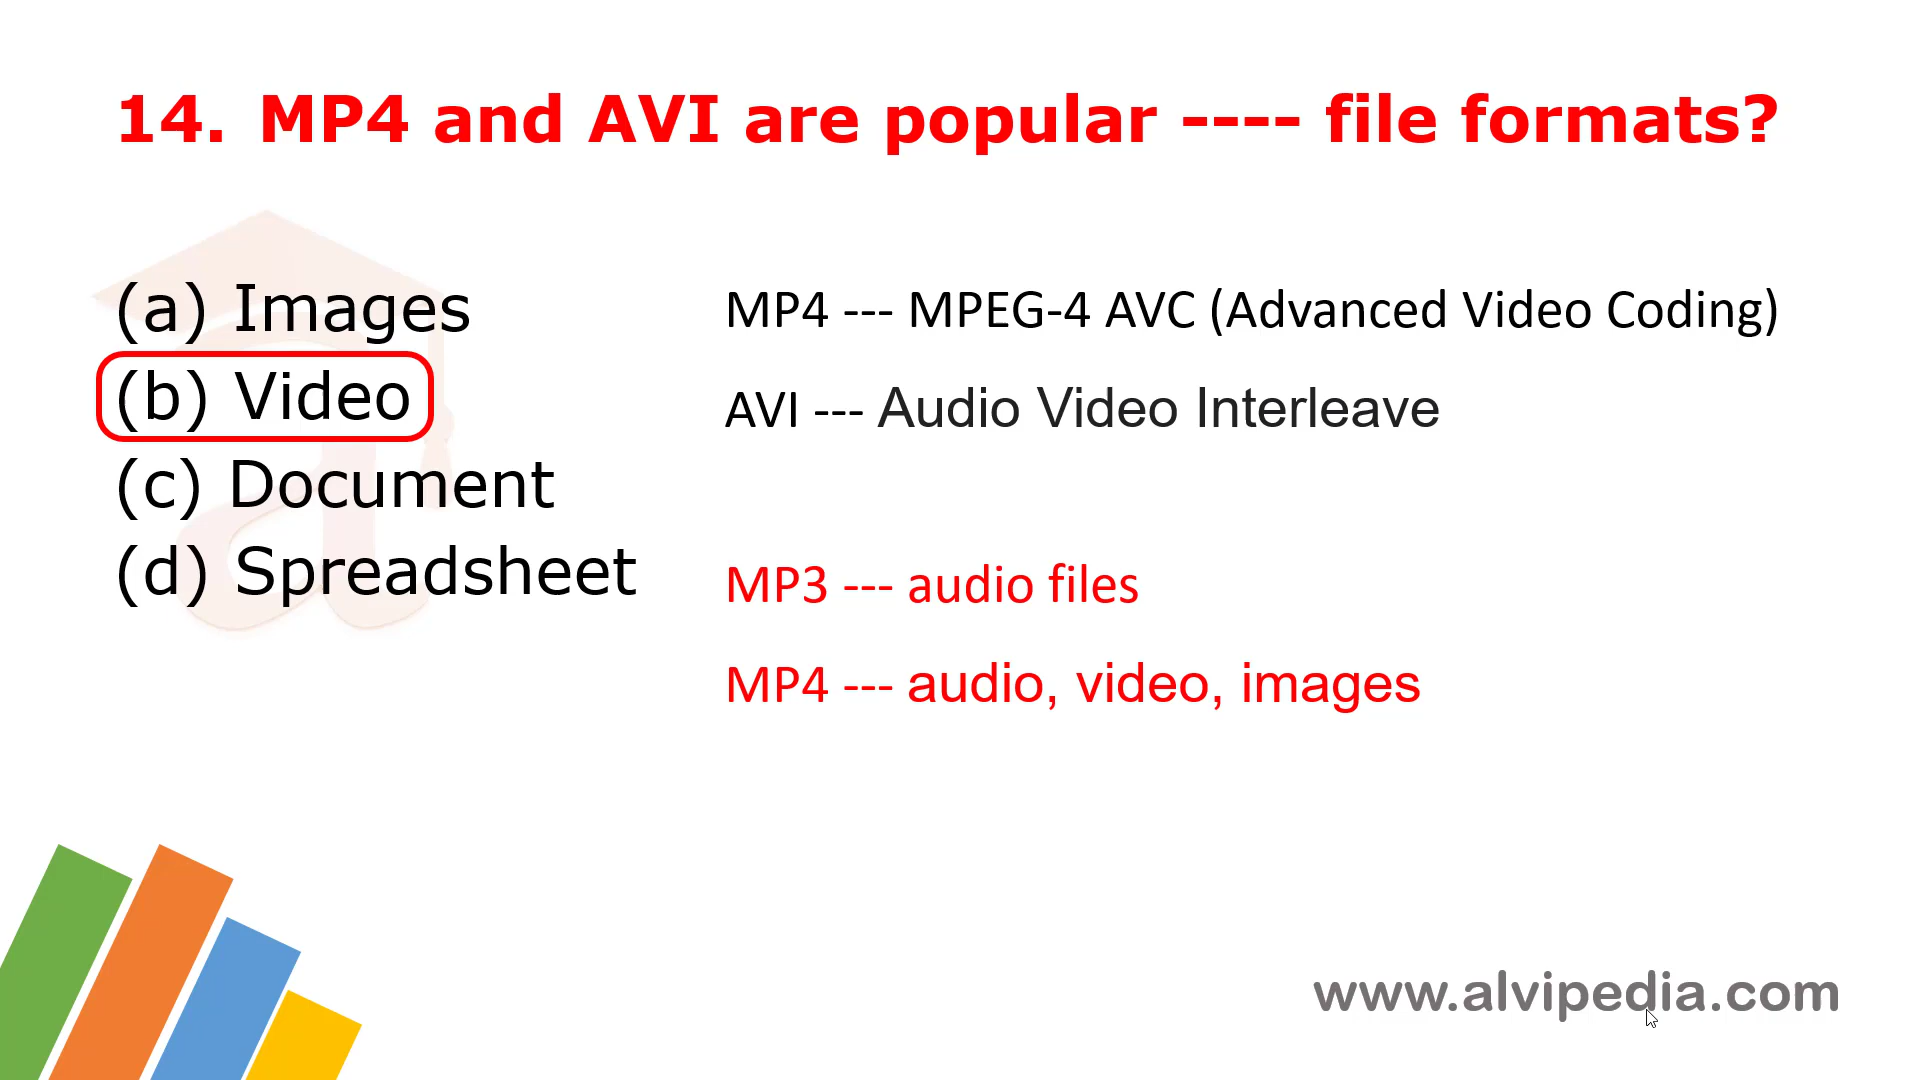 14. MP4 and AVI are popular ---- file formats?
(a) Images
(b) Video
(c) Document
(d) Spreadsheet
MP4 --- MPEG-4 AVC (Advanced Video Coding)
AVI --- Audio Video Interleave
MP3 --- audio files
MP4 --- audio, video, images
www.alvipedia.com